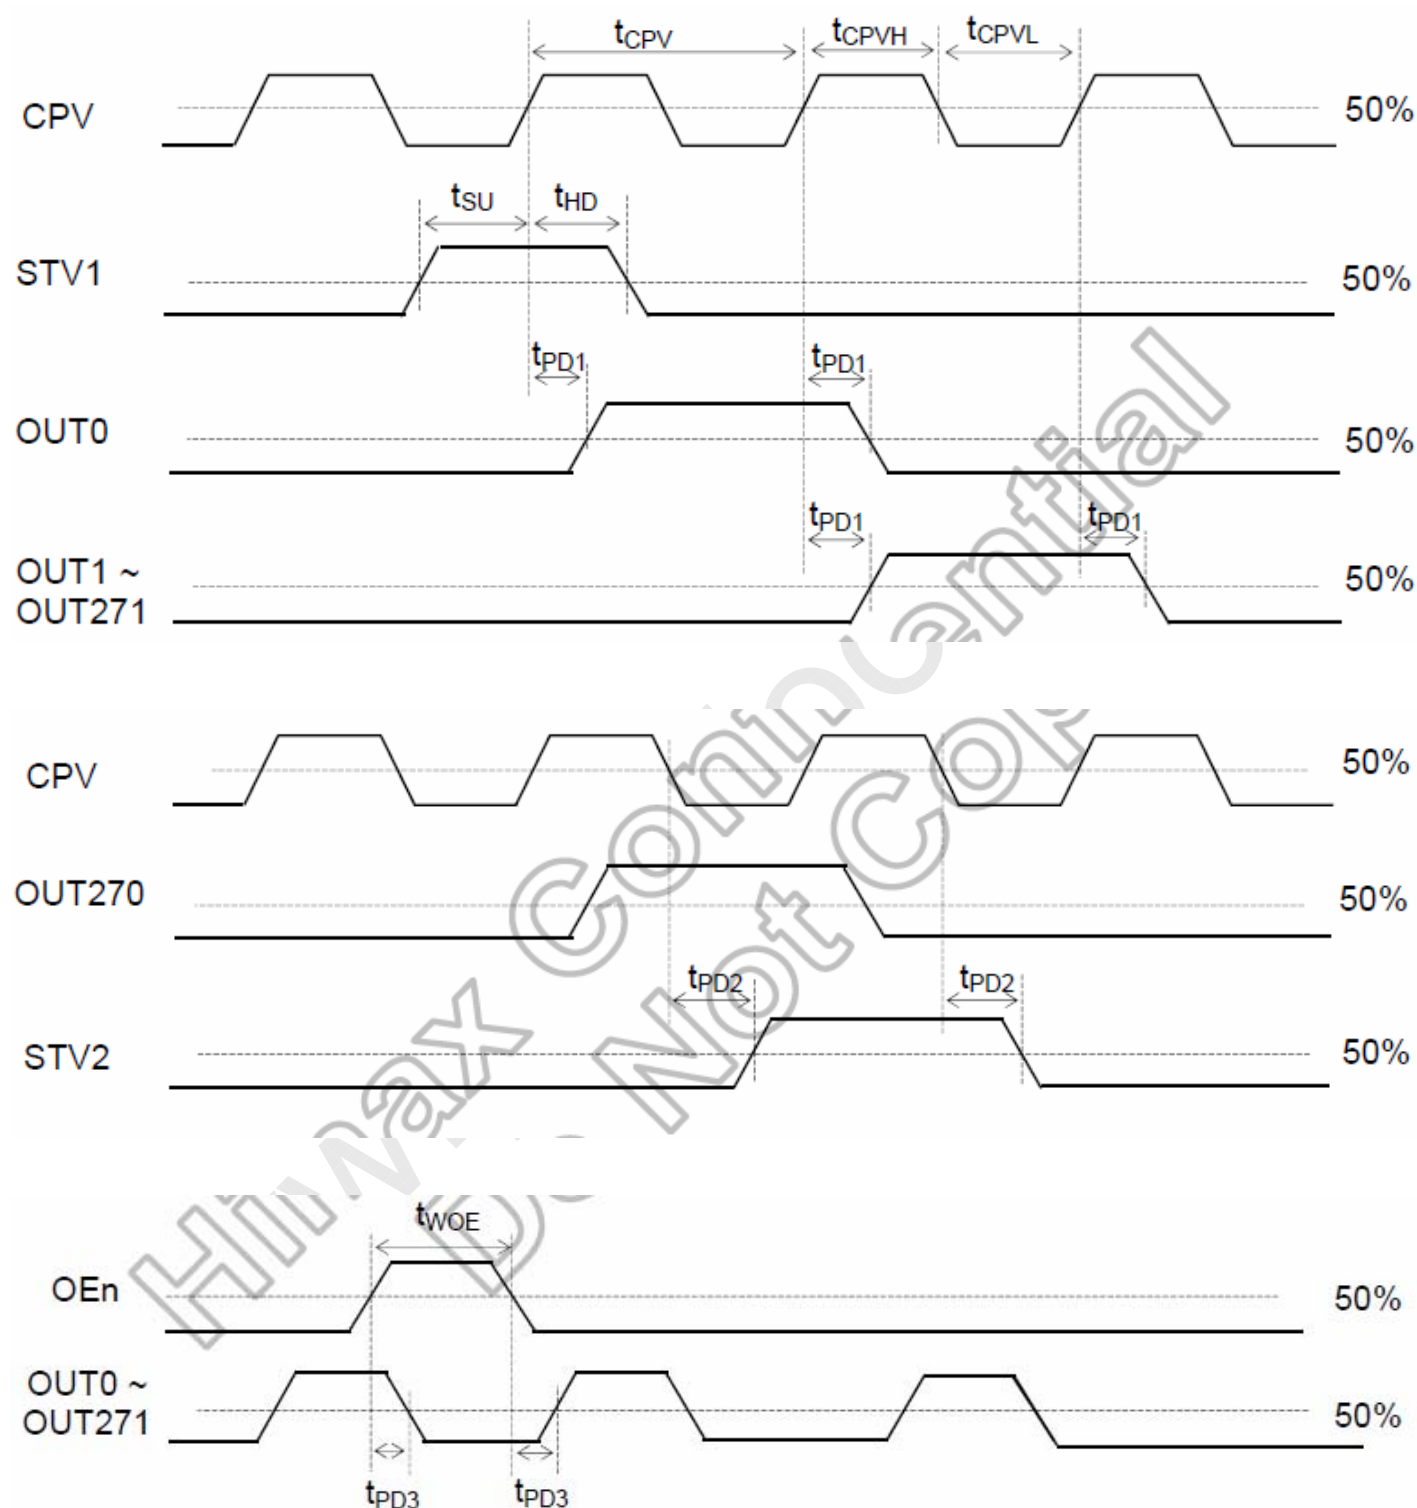 tCPV tCPVH tCPVL
CPV 50%
tSU tHD
STV1 50%
tPD1 tPD1
OUT0 50%
tPD1 tPD1
OUT1 ~ 50%
OUT271
CPV 50%
OUT270 50%
tPD2 tPD2
STV2 50%
tWOE
OEn 50%
OUT0 ~
OUT271 50%
tPD3 tPD3
Himax Confidential
Do Not Copy